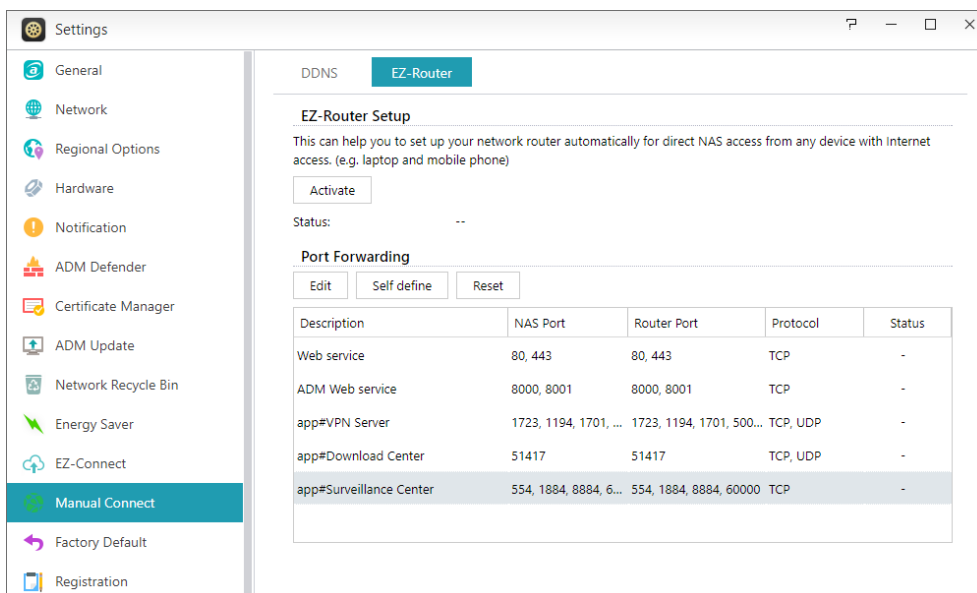 Settings
General
Network
Regional Options
Hardware
Notification
ADM Defender
Certificate Manager
ADM Update
Network Recycle Bin
Energy Saver
EZ-Connect
Manual Connect
Factory Default
Registration
DDNS EZ-Router
EZ-Router Setup
This can help you to set up your network router automatically for direct NAS access from any device with Internet
access. (e.g. laptop and mobile phone)
Activate
Status: --
Port Forwarding
Edit Self define Reset
Description NAS Port Router Port Protocol Status
Web service 80, 443 80, 443 TCP -
ADM Web service 8000, 8001 8000, 8001 TCP -
app#VPN Server 1723, 1194, 1701, ... 1723, 1194, 1701, 500... TCP, UDP -
app#Download Center 51417 51417 TCP, UDP -
app#Surveillance Center 554, 1884, 8884, 6... 554, 1884, 8884, 60000 TCP -